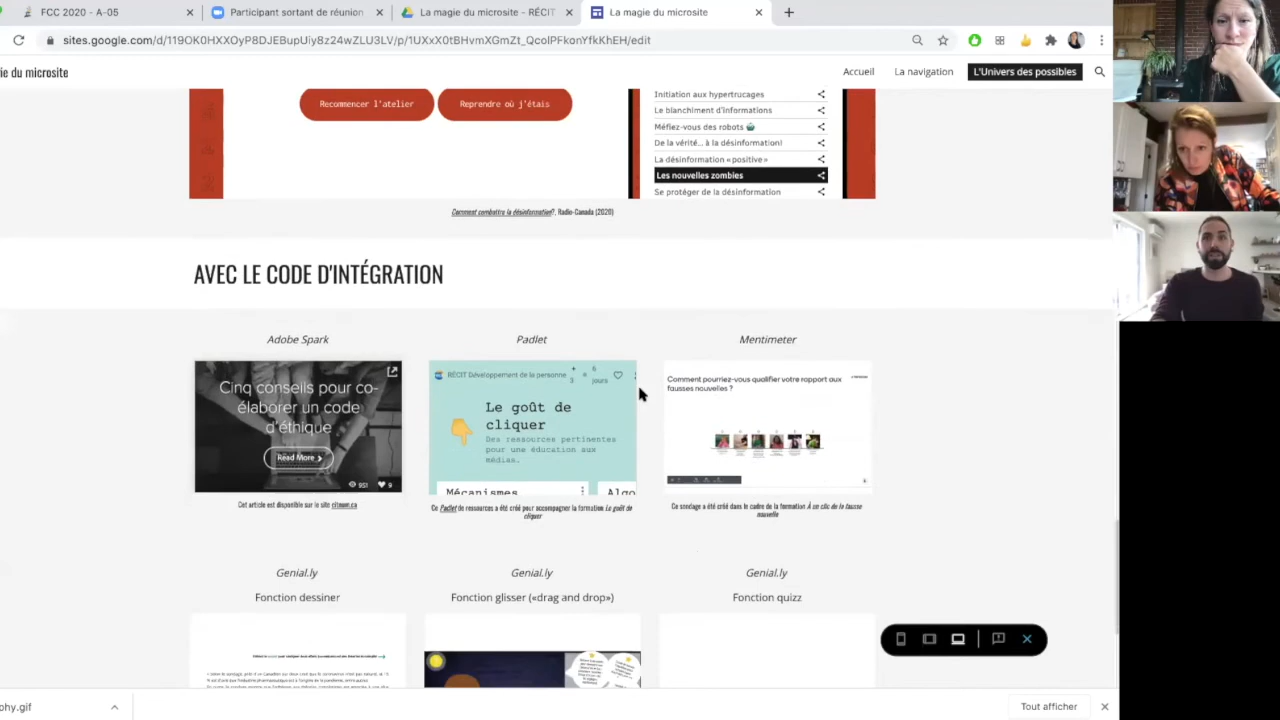 FCC 2020 - A-05
Participant sortant de réunion
La magie du microsite - RÉCIT
La magie du microsite
ites.google.com/d/119OK0HXXOyP8DJEBupUiy8z24wZLU3LV/p/
/edit
ie du microsite
Accueil
La navigation
L'Univers des possibles
Recommencer l'atelier
Reprendre où j'étais
Initiation aux hypertrucages
Le blanchiment d'informations
Méfiez-vous des robots
De la vérité... à la désinformation!
La désinformation «positive»
Les nouvelles zombies
Se protéger de la désinformation
Comment combattre la désinformation?, Radio-Canada (2020)
AVEC LE CODE D'INTÉGRATION
Adobe Spark
Padlet
Mentimeter
Cinq conseils pour co-
élaborer un code
d'éthique
Read More
951
9
RÉCIT Développement de la personne
+ 3
6 jours
Le goût de
cliquer
Des ressources pertinentes
pour une éducation aux
médias.
Mécanismes
Algo
Comment pourriez-vous qualifier votre rapport aux
fausses nouvelles ?
Cet article est disponible sur le site citnum.ca
Ce Padlet de ressources a été créé pour accompagner la formation Le goût de
cliquer
Ce sondage a été créé dans le cadre de la formation À un clic de la fausse
nouvelle
Genial.ly
Genial.ly
Genial.ly
Fonction dessiner
Fonction glisser («drag and drop»)
Fonction quizz
phy.gif
Tout afficher